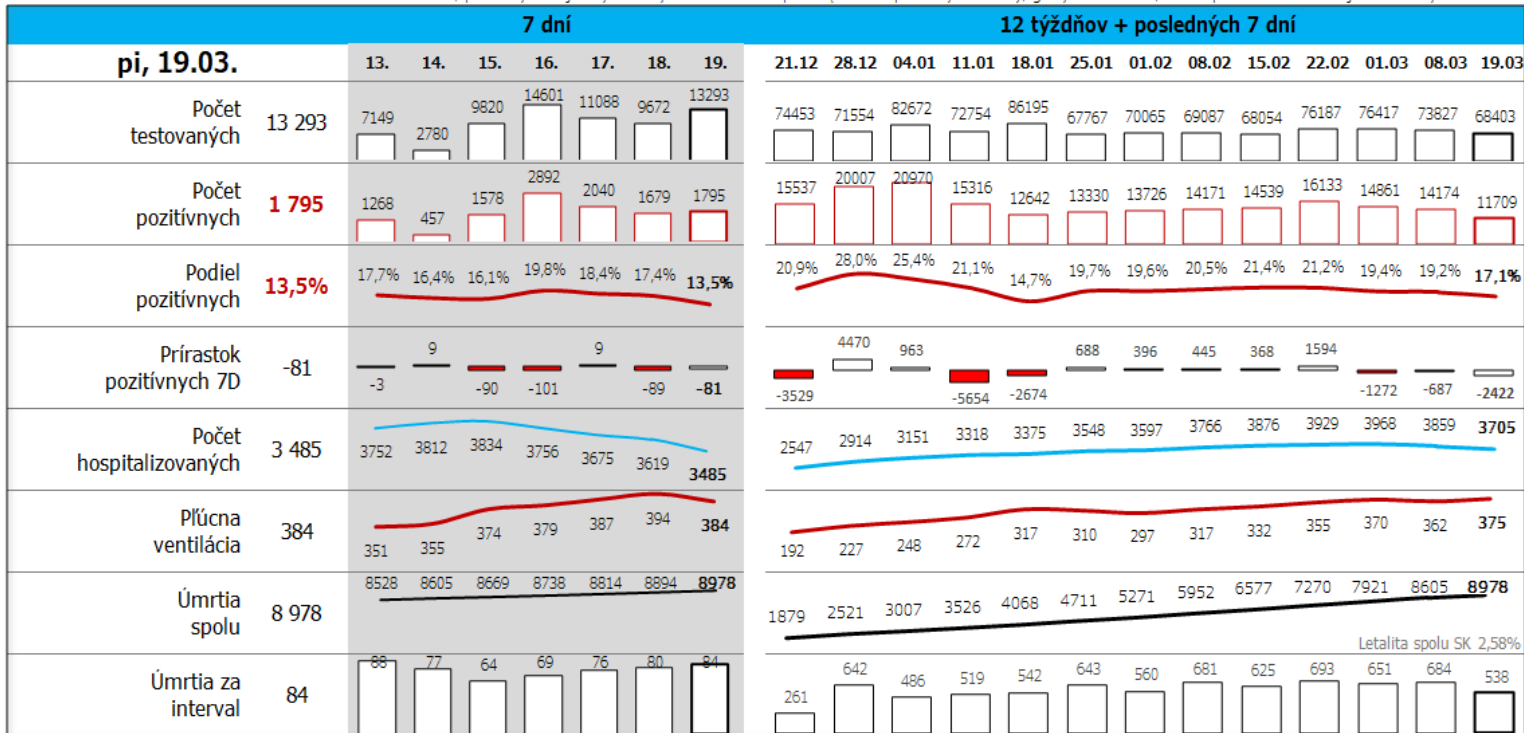 7 dní 12 týždňov + posledných 7 dní
pi, 19.03. 13. 14. 15. 16. 17. 18. 19. 21.12 28.12 04.01 11.01 18.01 25.01 01.02 08.02 15.02 22.02 01.03 08.03 19.03
Počet
testovaných
13 293
7149 2780 9820 14601 11088 9672 13293
74453 71554 82672 72754 86195 67767 70065 69087 68054 76187 76417 73827 68403
Počet
pozitívnych
1 795
1268 457 1578 2892 2040 1679 1795
15537 20007 20970 15316 12642 13330 13726 14171 14539 16133 14861 14174 11709
Podiel
pozitívnych
13,5%
17,7% 16,4% 16,1% 19,8% 18,4% 17,4% 13,5%
20,9% 28,0% 25,4% 21,1% 14,7% 19,7% 19,6% 20,5% 21,4% 21,2% 19,4% 19,2% 17,1%
Prírastok
pozitívnych 7D
-81
-3 9 -90 -101 9 -89 -81
-3529 4470 963 -5654 -2674 688 396 445 368 1594 -1272 -687 -2422
Počet
hospitalizovaných
3 485
3752 3812 3834 3756 3675 3619 3485
2547 2914 3151 3318 3375 3548 3597 3766 3876 3929 3968 3859 3705
Pľúcna
ventilácia
384
351 355 374 379 387 394 384
192 227 248 272 317 310 297 317 332 355 370 362 375
Úmrtia
spolu
8 978
8528 8605 8669 8738 8814 8894 8978
1879 2521 3007 3526 4068 4711 5271 5952 6577 7270 7921 8605 8978
Letalita spolu SK 2,58%
Úmrtia za
interval
84
88 77 64 69 76 80 84
261 642 486 519 542 643 560 681 625 693 651 684 538